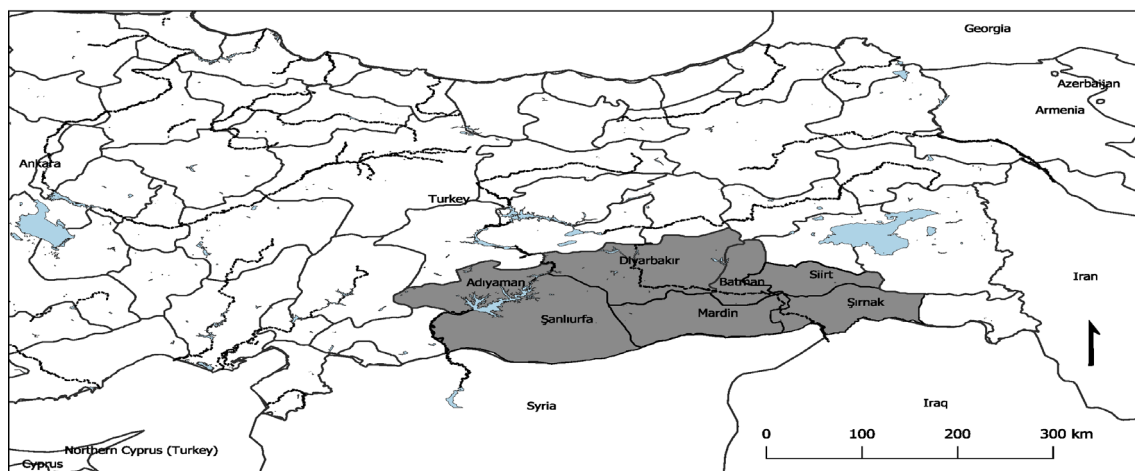 Georgia
Azerbaijan
Armenia
Ankara
Turkey
Diyarbakır
Siirt
Iran
Adıyaman
Batman
Şırnak
Şanlıurfa
Mardin
Syria
Iraq
0 100 200 300 km
Northern Cyprus (Turkey)
Cyprus